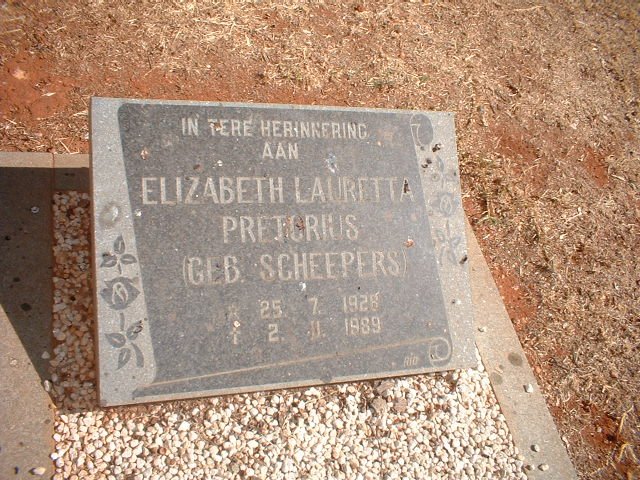 IN TERE HERINNERING
AAN
ELIZABETH LAURETTA
PRETORIUS
(GEB. SCHEEPERS)
25. 7. 1928
† 2. 11. 1989